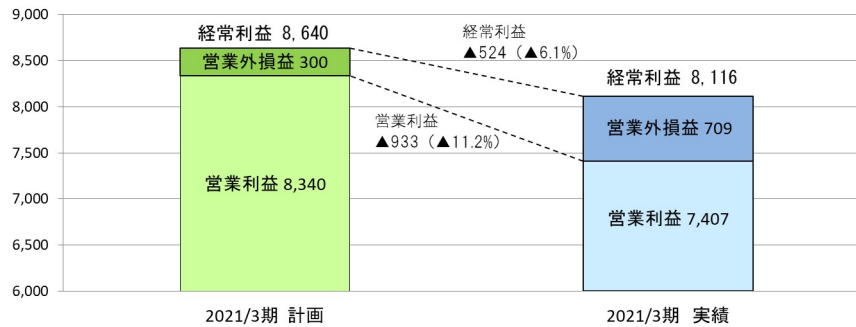 9,000
8,500
8,000
7,500
7,000
6,500
6,000
経常利益 8,640
営業外損益 300
営業利益 8,340
経常利益
▲524（▲6.1%）
営業利益
▲933（▲11.2%）
経常利益 8,116
営業外損益 709
営業利益 7,407
2021/3期 計画
2021/3期 実績